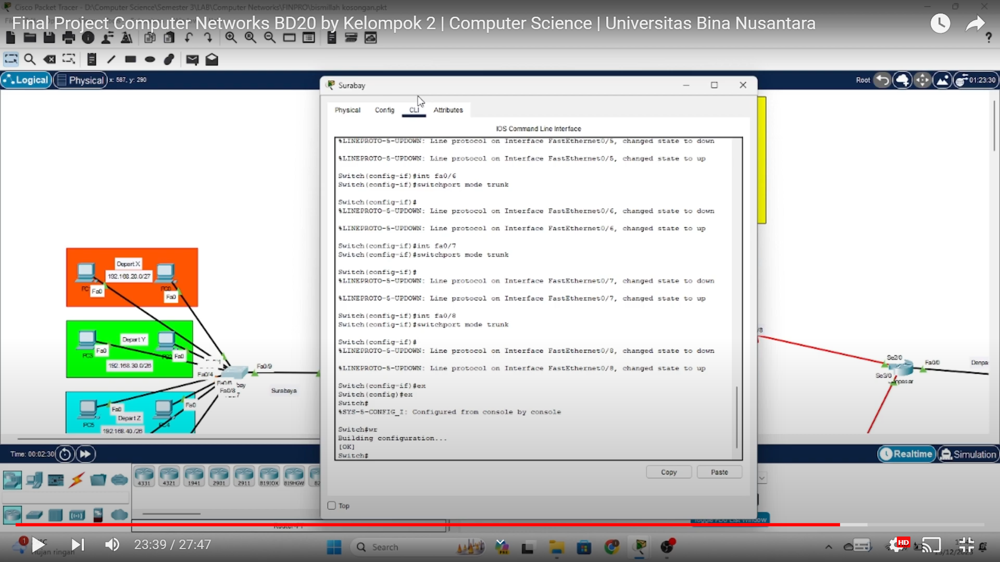 Cisco Packet Tracer - D:\Computer Science\Semester 3\LAB\Computer Networks\FINPRO\bismillah kosongan.pkt
Final Project Computer Networks BD20 by Kelompok 2 | Computer Science | Universitas Bina Nusantara
Logical
Physical
x: 587, y: 290
Root
01:23:30
Surabay
Physical
Config
CLI
Attributes
IOS Command Line Interface
%LINEPROTO-5-UPDOWN: Line protocol on Interface FastEthernet0/5, changed state to down
%LINEPROTO-5-UPDOWN: Line protocol on Interface FastEthernet0/5, changed state to up
Switch(config-if)#int fa0/6
Switch(config-if)#switchport mode trunk
Switch(config-if)#
%LINEPROTO-5-UPDOWN: Line protocol on Interface FastEthernet0/6, changed state to down
%LINEPROTO-5-UPDOWN: Line protocol on Interface FastEthernet0/6, changed state to up
Switch(config-if)#int fa0/7
Switch(config-if)#switchport mode trunk
Switch(config-if)#
%LINEPROTO-5-UPDOWN: Line protocol on Interface FastEthernet0/7, changed state to down
%LINEPROTO-5-UPDOWN: Line protocol on Interface FastEthernet0/7, changed state to up
Switch(config-if)#int fa0/8
Switch(config-if)#switchport mode trunk
Switch(config-if)#
%LINEPROTO-5-UPDOWN: Line protocol on Interface FastEthernet0/8, changed state to down
%LINEPROTO-5-UPDOWN: Line protocol on Interface FastEthernet0/8, changed state to up
Switch(config-if)#ex
Switch(config)#ex
Switch#
%SYS-5-CONFIG_I: Configured from console by console
Switch#wr
Building configuration...
[OK]
Switch#
Copy
Paste
Top
Depart X
192.168.20.0/27
Fa0
PC0
Fa0
Depart Y
Fa0
PC3
Fa0
192.168.30.0/26
Fa0/4
Fa0/9
Fa0/8
Surabaya
Fa0
Fa0
Depart Z
PC5
192.168.40./26
/8
Se2/0
Fa0/0
Se3/0
Time: 00:02:30
Realtime
Simulation
4331
4321
1941
2901
2911
819IOX
819HGW
Toggle PDU List Window
23:39 / 27:47
Hujan ringan
Search
HD